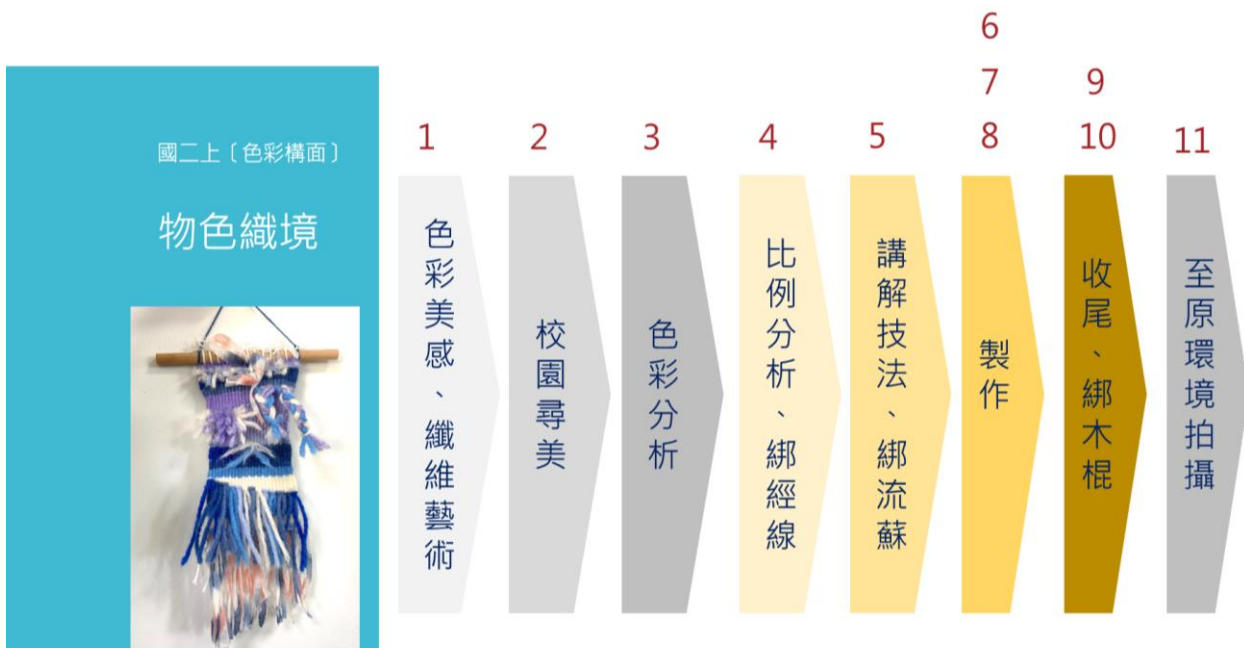 國二上〔色彩構面〕
物色織境
1
色彩美感、纖維藝術
2
校園尋美
3
色彩分析
4
比例分析、綁經線
5
講解技法、綁流蘇
6
7
8
製作
9
10
收尾、綁木棍
11
至原環境拍攝